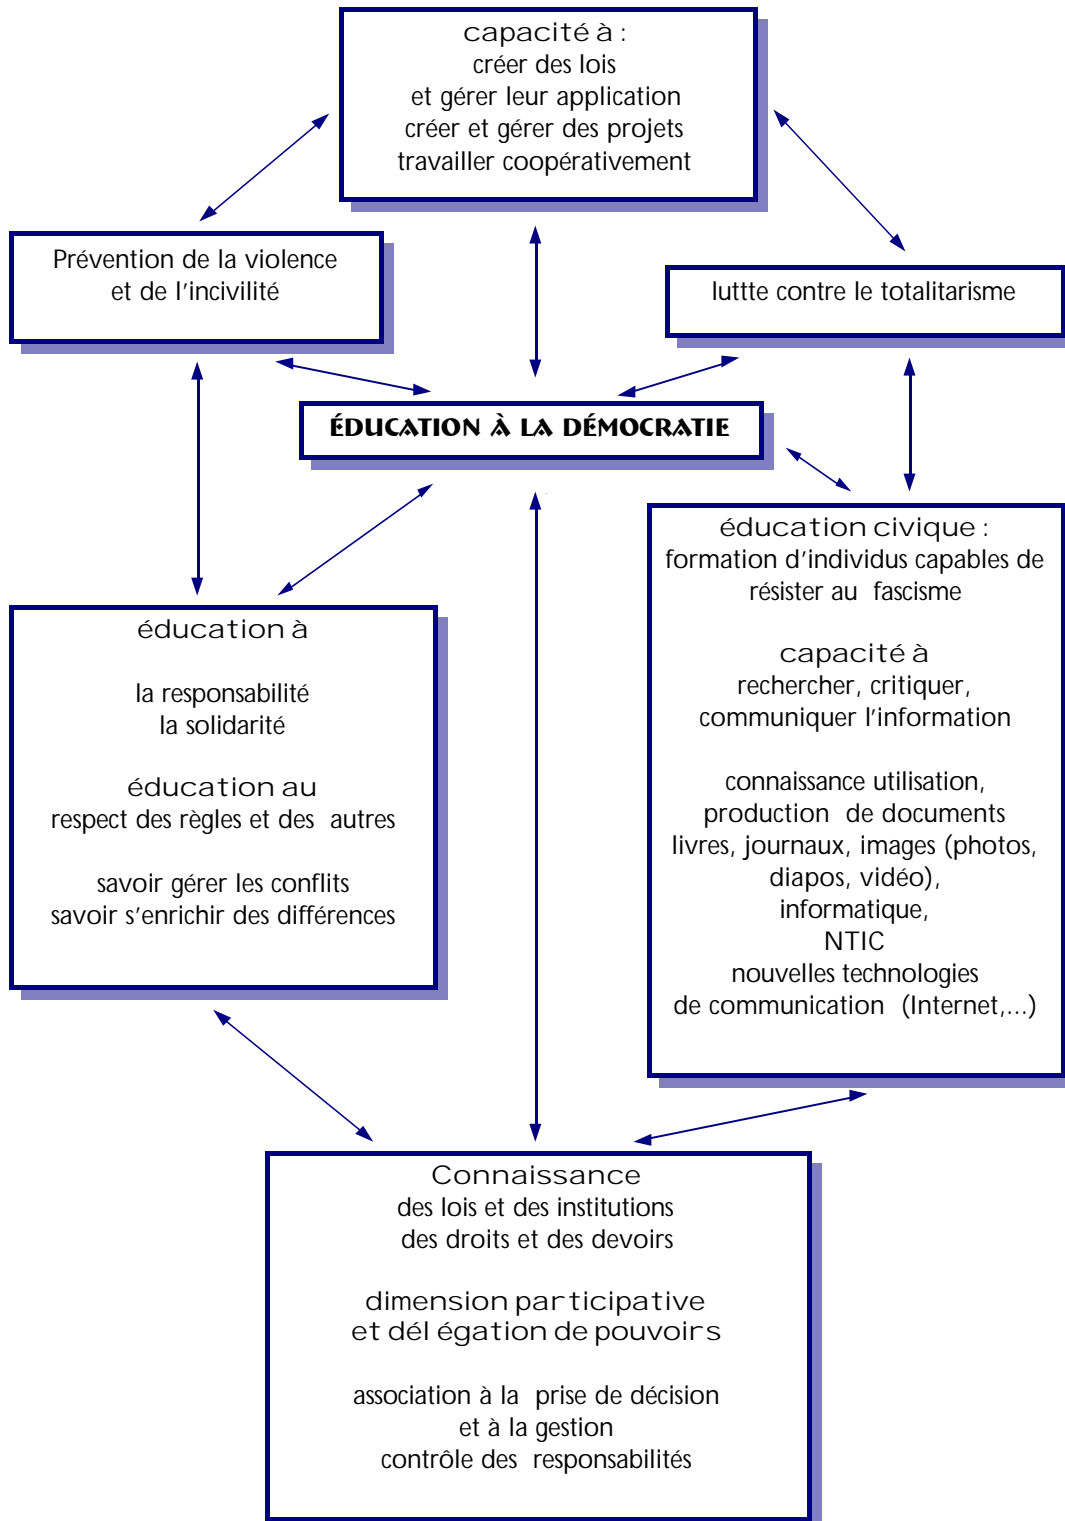 capacité à :
créer des lois
et gérer leur application
créer et gérer des projets
travailler coopérativement
Prévention de la violence
et de l'incivilité
luttte contre le totalitarisme
ÉDUCATION À LA DÉMOCRATIE
éducation civique :
formation d'individus capables de
résister au fascisme
capacité à
rechercher, critiquer,
communiquer l'information
connaissance utilisation,
production de documents
livres, journaux, images (photos,
diapos, vidéo),
informatique,
NTIC
nouvelles technologies
de communication (Internet,...)
éducation à
la responsabilité
la solidarité
éducation au
respect des règles et des autres
savoir gérer les conflits
savoir s'enrichir des différences
Connaissance
des lois et des institutions
des droits et des devoirs
dimension participative
et dél égation de pouvoirs
association à la prise de décision
et à la gestion
contrôle des responsabilités